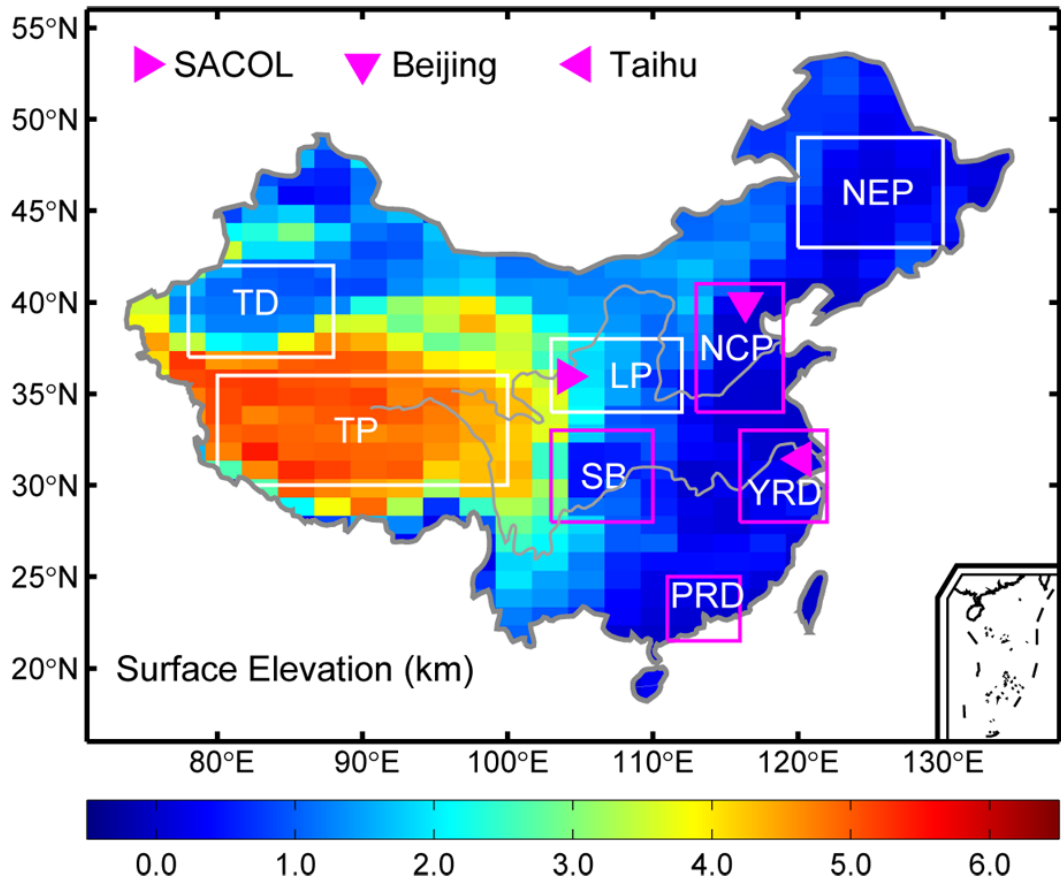 55°N
SACOL Beijing Taihu
50°N
NEP
45°N
TD
40°N
NCP
LP
35°N
TP
SB
30°N
YRD
25°N
PRD
20°N
Surface Elevation (km)
80°E 90°E 100°E 110°E 120°E 130°E
0.0 1.0 2.0 3.0 4.0 5.0 6.0